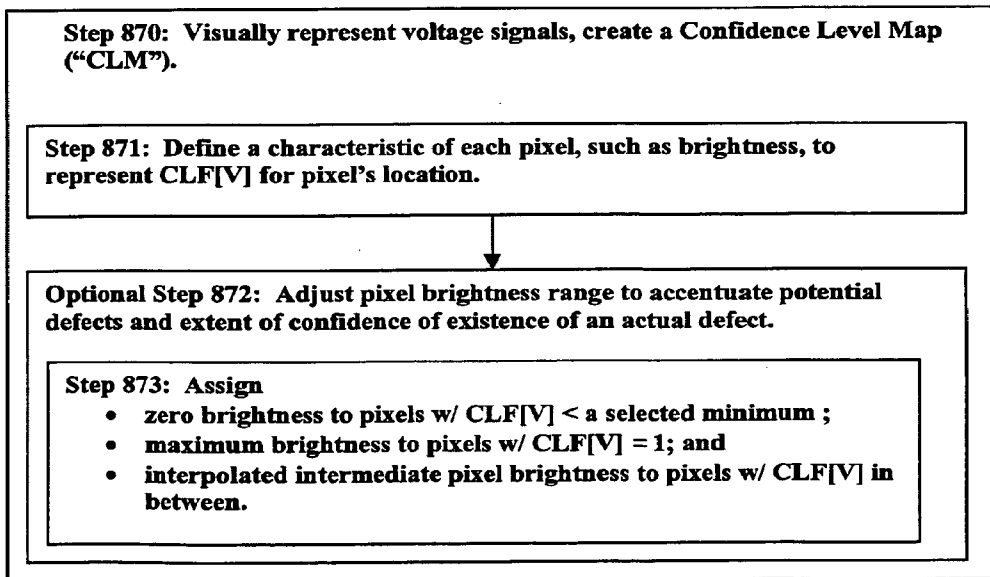 Step 870: Visually represent voltage signals, create a Confidence Level Map
(“CLM”).
Step 871: Define a characteristic of each pixel, such as brightness, to
represent CLF[V] for pixel’s location.
Optional Step 872: Adjust pixel brightness range to accentuate potential
defects and extent of confidence of existence of an actual defect.
Step 873: Assign
• zero brightness to pixels w/ CLF[V] < a selected minimum ;
• maximum brightness to pixels w/ CLF[V] = 1; and
• interpolated intermediate pixel brightness to pixels w/ CLF[V] in
between.